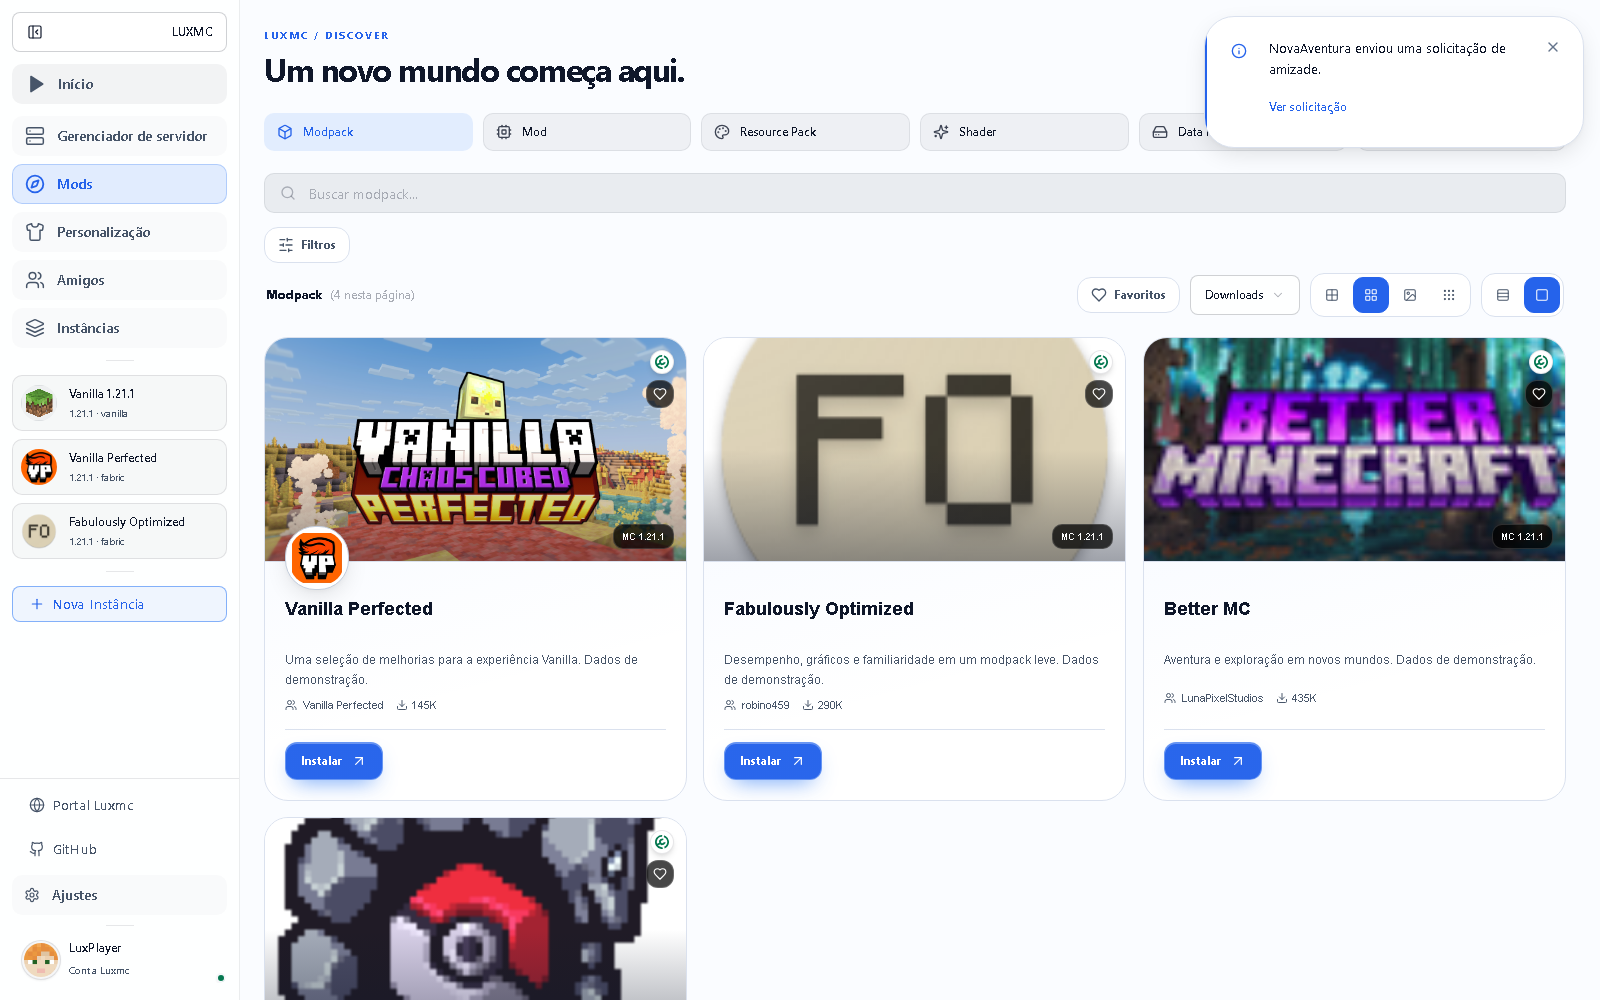 LUXMC
Início
Gerenciador de servidor
Mods
Personalização
Amigos
Instâncias
Vanilla 1.21.1
1.21.1 · vanilla
Vanilla Perfected
1.21.1 · fabric
Fabulously Optimized
1.21.1 · fabric
Nova Instância
Portal Luxmc
GitHub
Ajustes
LuxPlayer
Conta Luxmc
LUXMC / DISCOVER
Um novo mundo começa aqui.
NovaAventura enviou uma solicitação de
amizade.
Ver solicitação
Modpack
Mod
Resource Pack
Shader
Data
Buscar modpack...
Filtros
Modpack (4 nesta página)
Favoritos
Downloads
VANILLA
CHAOS CUBED
PERFECTED
VP
MC 1.21.1
Vanilla Perfected
Uma seleção de melhorias para a experiência Vanilla. Dados de
demonstração.
Vanilla Perfected 145K
Instalar
FO
MC 1.21.1
Fabulously Optimized
Desempenho, gráficos e familiaridade em um modpack leve. Dados
de demonstração.
robino459 290K
Instalar
BETTER
MINECRAFT
MC 1.21.1
Better MC
Aventura e exploração em novos mundos. Dados de demonstração.
LunaPixelStudios 435K
Instalar